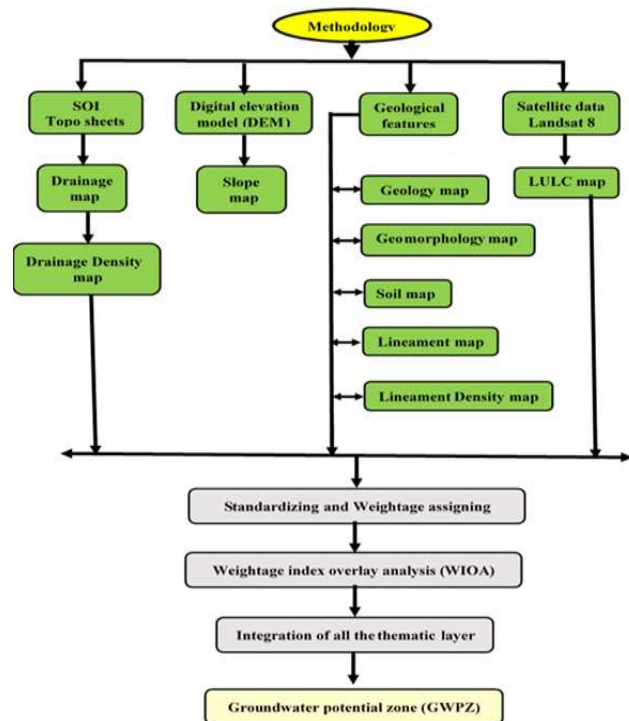 Methodology
SOI
Topo sheets
Digital elevation
model (DEM)
Geological
features
Satellite data
Landsat 8
Drainage
map
Slope
map
Geology map
LULC map
Drainage Density
map
Geomorphology map
Soil map
Lineament map
Lineament Density map
Standardizing and Weightage assigning
Weightage index overlay analysis (WIOA)
Integration of all the thematic layer
Groundwater potential zone (GWPZ)